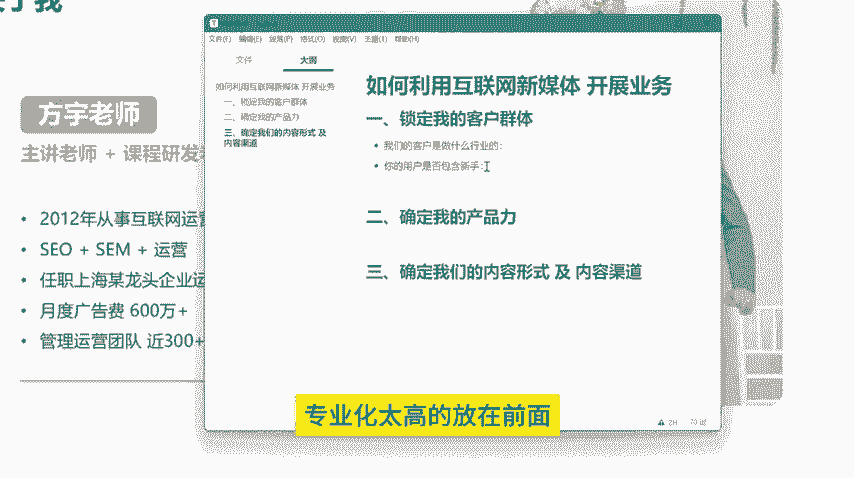 关于我
方宇老师
主讲老师 + 课程研发
2012年从事互联网运营
SEO + SEM + 运营
任职上海某龙头企业运
月度广告费 600万+
管理运营团队 近300+
T
文件(F) 编辑(E) 段落(P) 格式(O) 视图(V) 主题(T) 帮助(H)
文件 大纲
如何利用互联网新媒体 开展业务
一、锁定我的客户群体
二、确定我的产品力
三、确定我们的内容形式 及
内容渠道
如何利用互联网新媒体 开展业务
一、锁定我的客户群体
我们的客户是做什么行业的：
你的用户是否包含新手：
二、确定我的产品力
三、确定我们的内容形式 及 内容渠道
专业化太高的放在前面